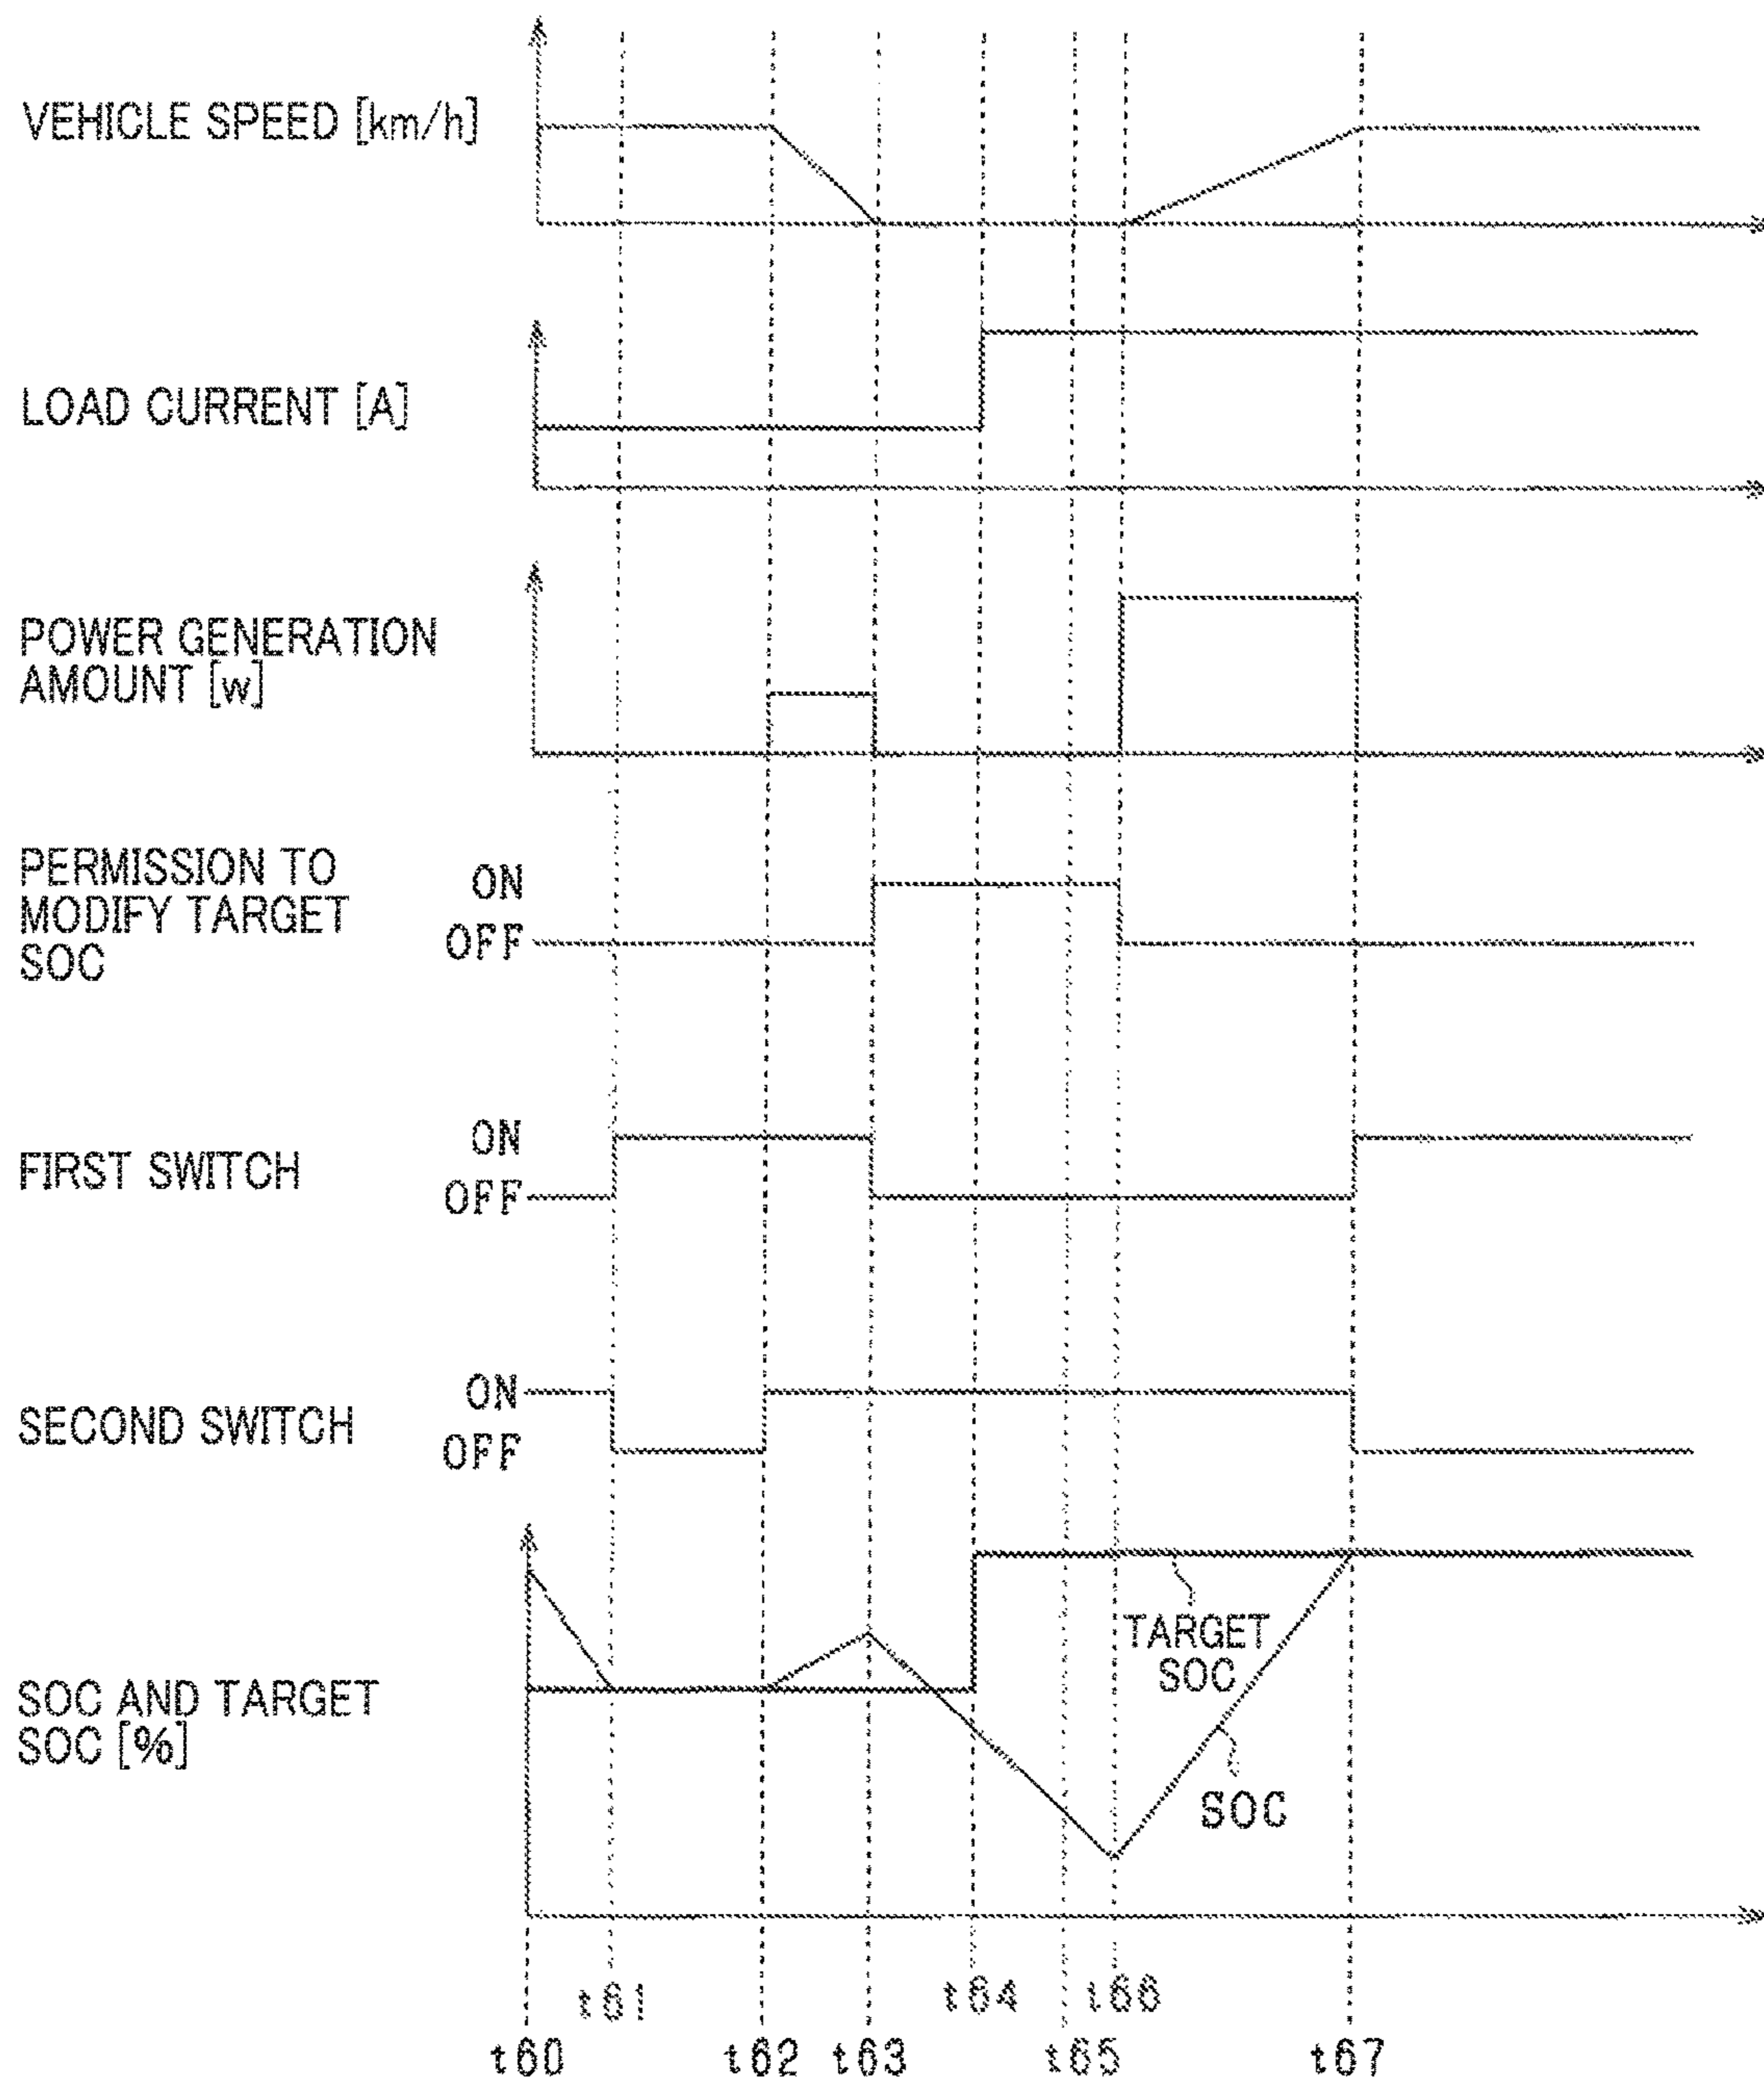 VEHICLE SPEED [km/h]
LOAD CURRENT [A]
POWER GENERATION
AMOUNT [w]
PERMISSION TO
MODIFY TARGET
SOC
ON
OFF
FIRST SWITCH
ON
OFF
SECOND SWITCH
ON
OFF
SOC AND TARGET
SOC [%]
TARGET
SOC
SOC
t61
t64
t66
t60
t62
t63
t65
t67